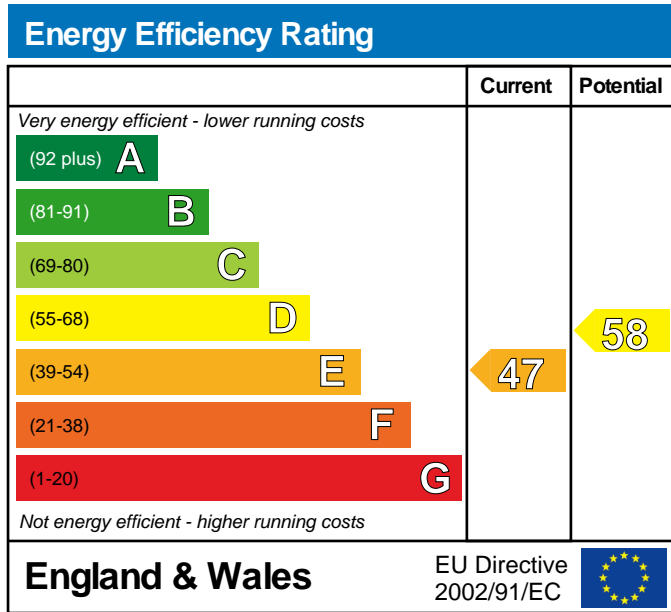 Energy Efficiency Rating
Current Potential
Very energy efficient - lower running costs
(92 plus) A
(81-91) B
(69-80) C
(55-68) D
58
(39-54) E 47
(21-38) F
(1-20) G
Not energy efficient - higher running costs
England & Wales
EU Directive
2002/91/EC